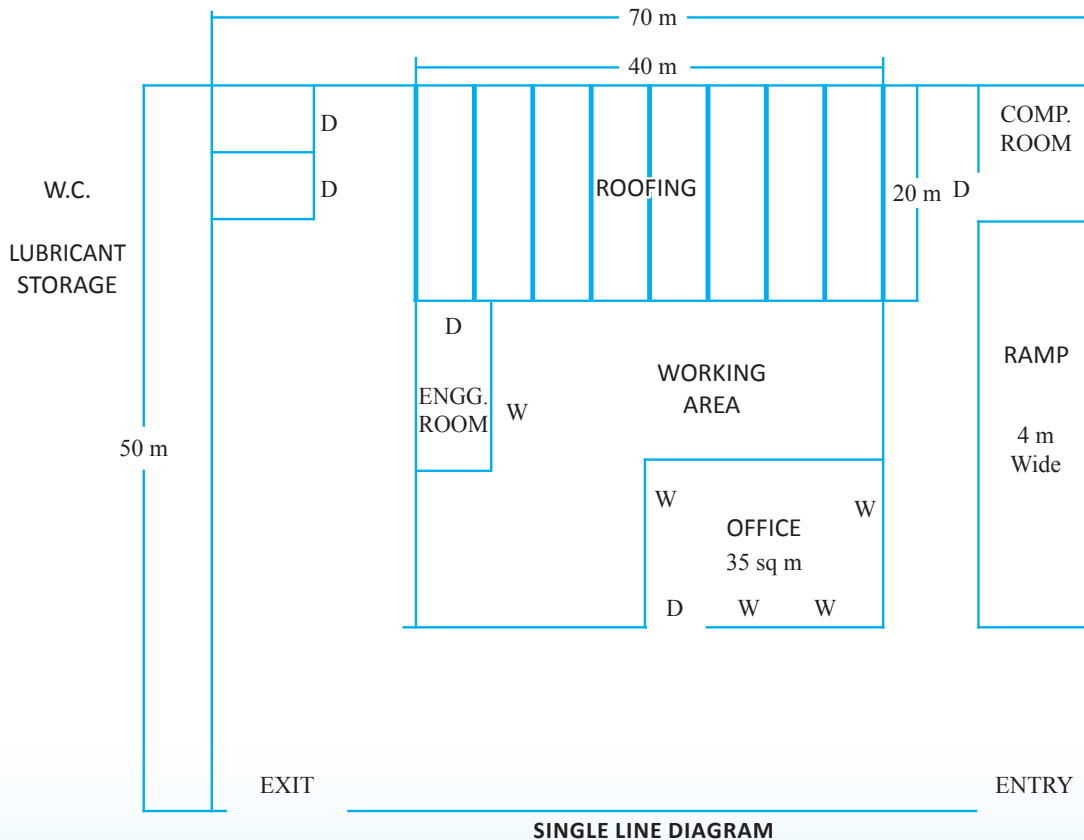 70 m
40 m
D
COMP.
ROOM
W.C.
D
ROOFING
20 m
D
LUBRICANT
STORAGE
D
ENGG.
ROOM
W
WORKING
AREA
RAMP
50 m
4 m
Wide
W
W
OFFICE
35 sq m
D
W
W
EXIT
ENTRY
SINGLE LINE DIAGRAM